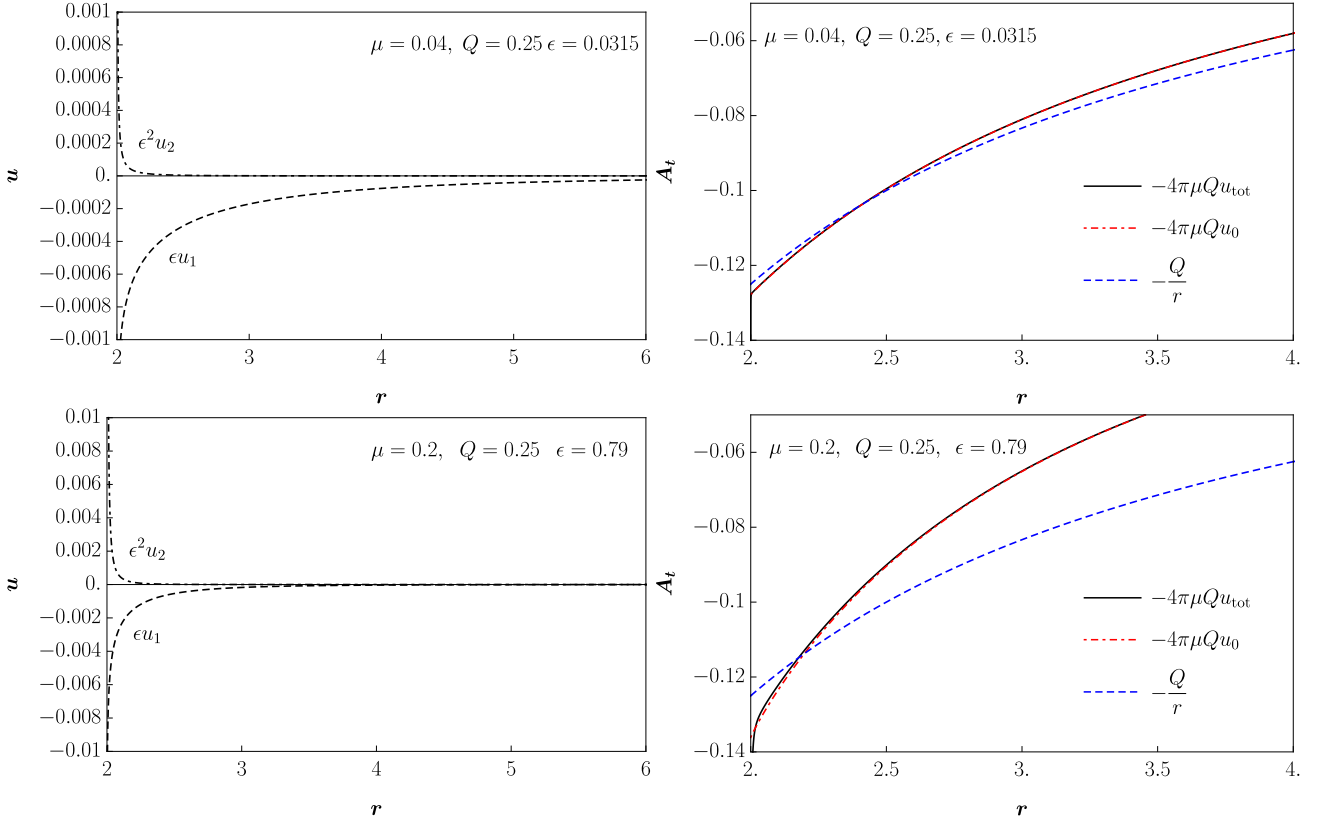 0.001
0.0008
0.0006
0.0004
0.0002
0.
−0.0002
−0.0004
−0.0006
−0.0008
−0.001
u
μ = 0.04, Q = 0.25 ϵ = 0.0315
ϵ²u₂
ϵu₁
2 3 4 5 6
r
−0.06
−0.08
−0.1
−0.12
−0.14
A_t
μ = 0.04, Q = 0.25, ϵ = 0.0315
−4πμQu_tot
−4πμQu₀
−Q/r
2. 2.5 3. 3.5 4.
r
0.01
0.008
0.006
0.004
0.002
0.
−0.002
−0.004
−0.006
−0.008
−0.01
u
μ = 0.2, Q = 0.25 ϵ = 0.79
ϵ²u₂
ϵu₁
2 3 4 5 6
r
−0.06
−0.08
−0.1
−0.12
−0.14
A_t
μ = 0.2, Q = 0.25, ϵ = 0.79
−4πμQu_tot
−4πμQu₀
−Q/r
2. 2.5 3. 3.5 4.
r